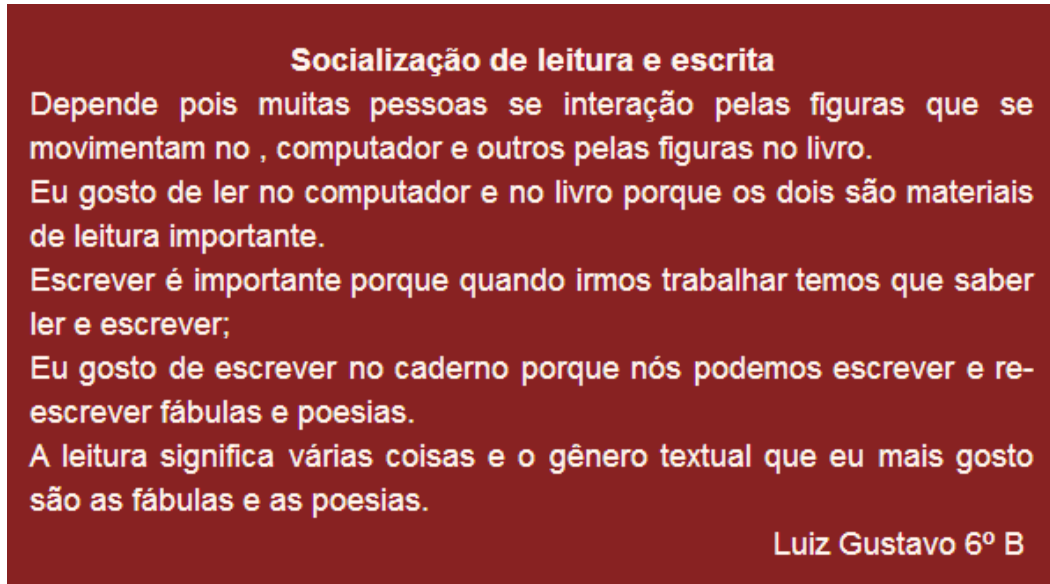 Socialização de leitura e escrita
Depende pois muitas pessoas se interação pelas figuras que se
movimentam no , computador e outros pelas figuras no livro.
Eu gosto de ler no computador e no livro porque os dois são materiais
de leitura importante.
Escrever é importante porque quando irmos trabalhar temos que saber
ler e escrever;
Eu gosto de escrever no caderno porque nós podemos escrever e re-
escrever fábulas e poesias.
A leitura significa várias coisas e o gênero textual que eu mais gosto
são as fábulas e as poesias.
Luiz Gustavo 6º B